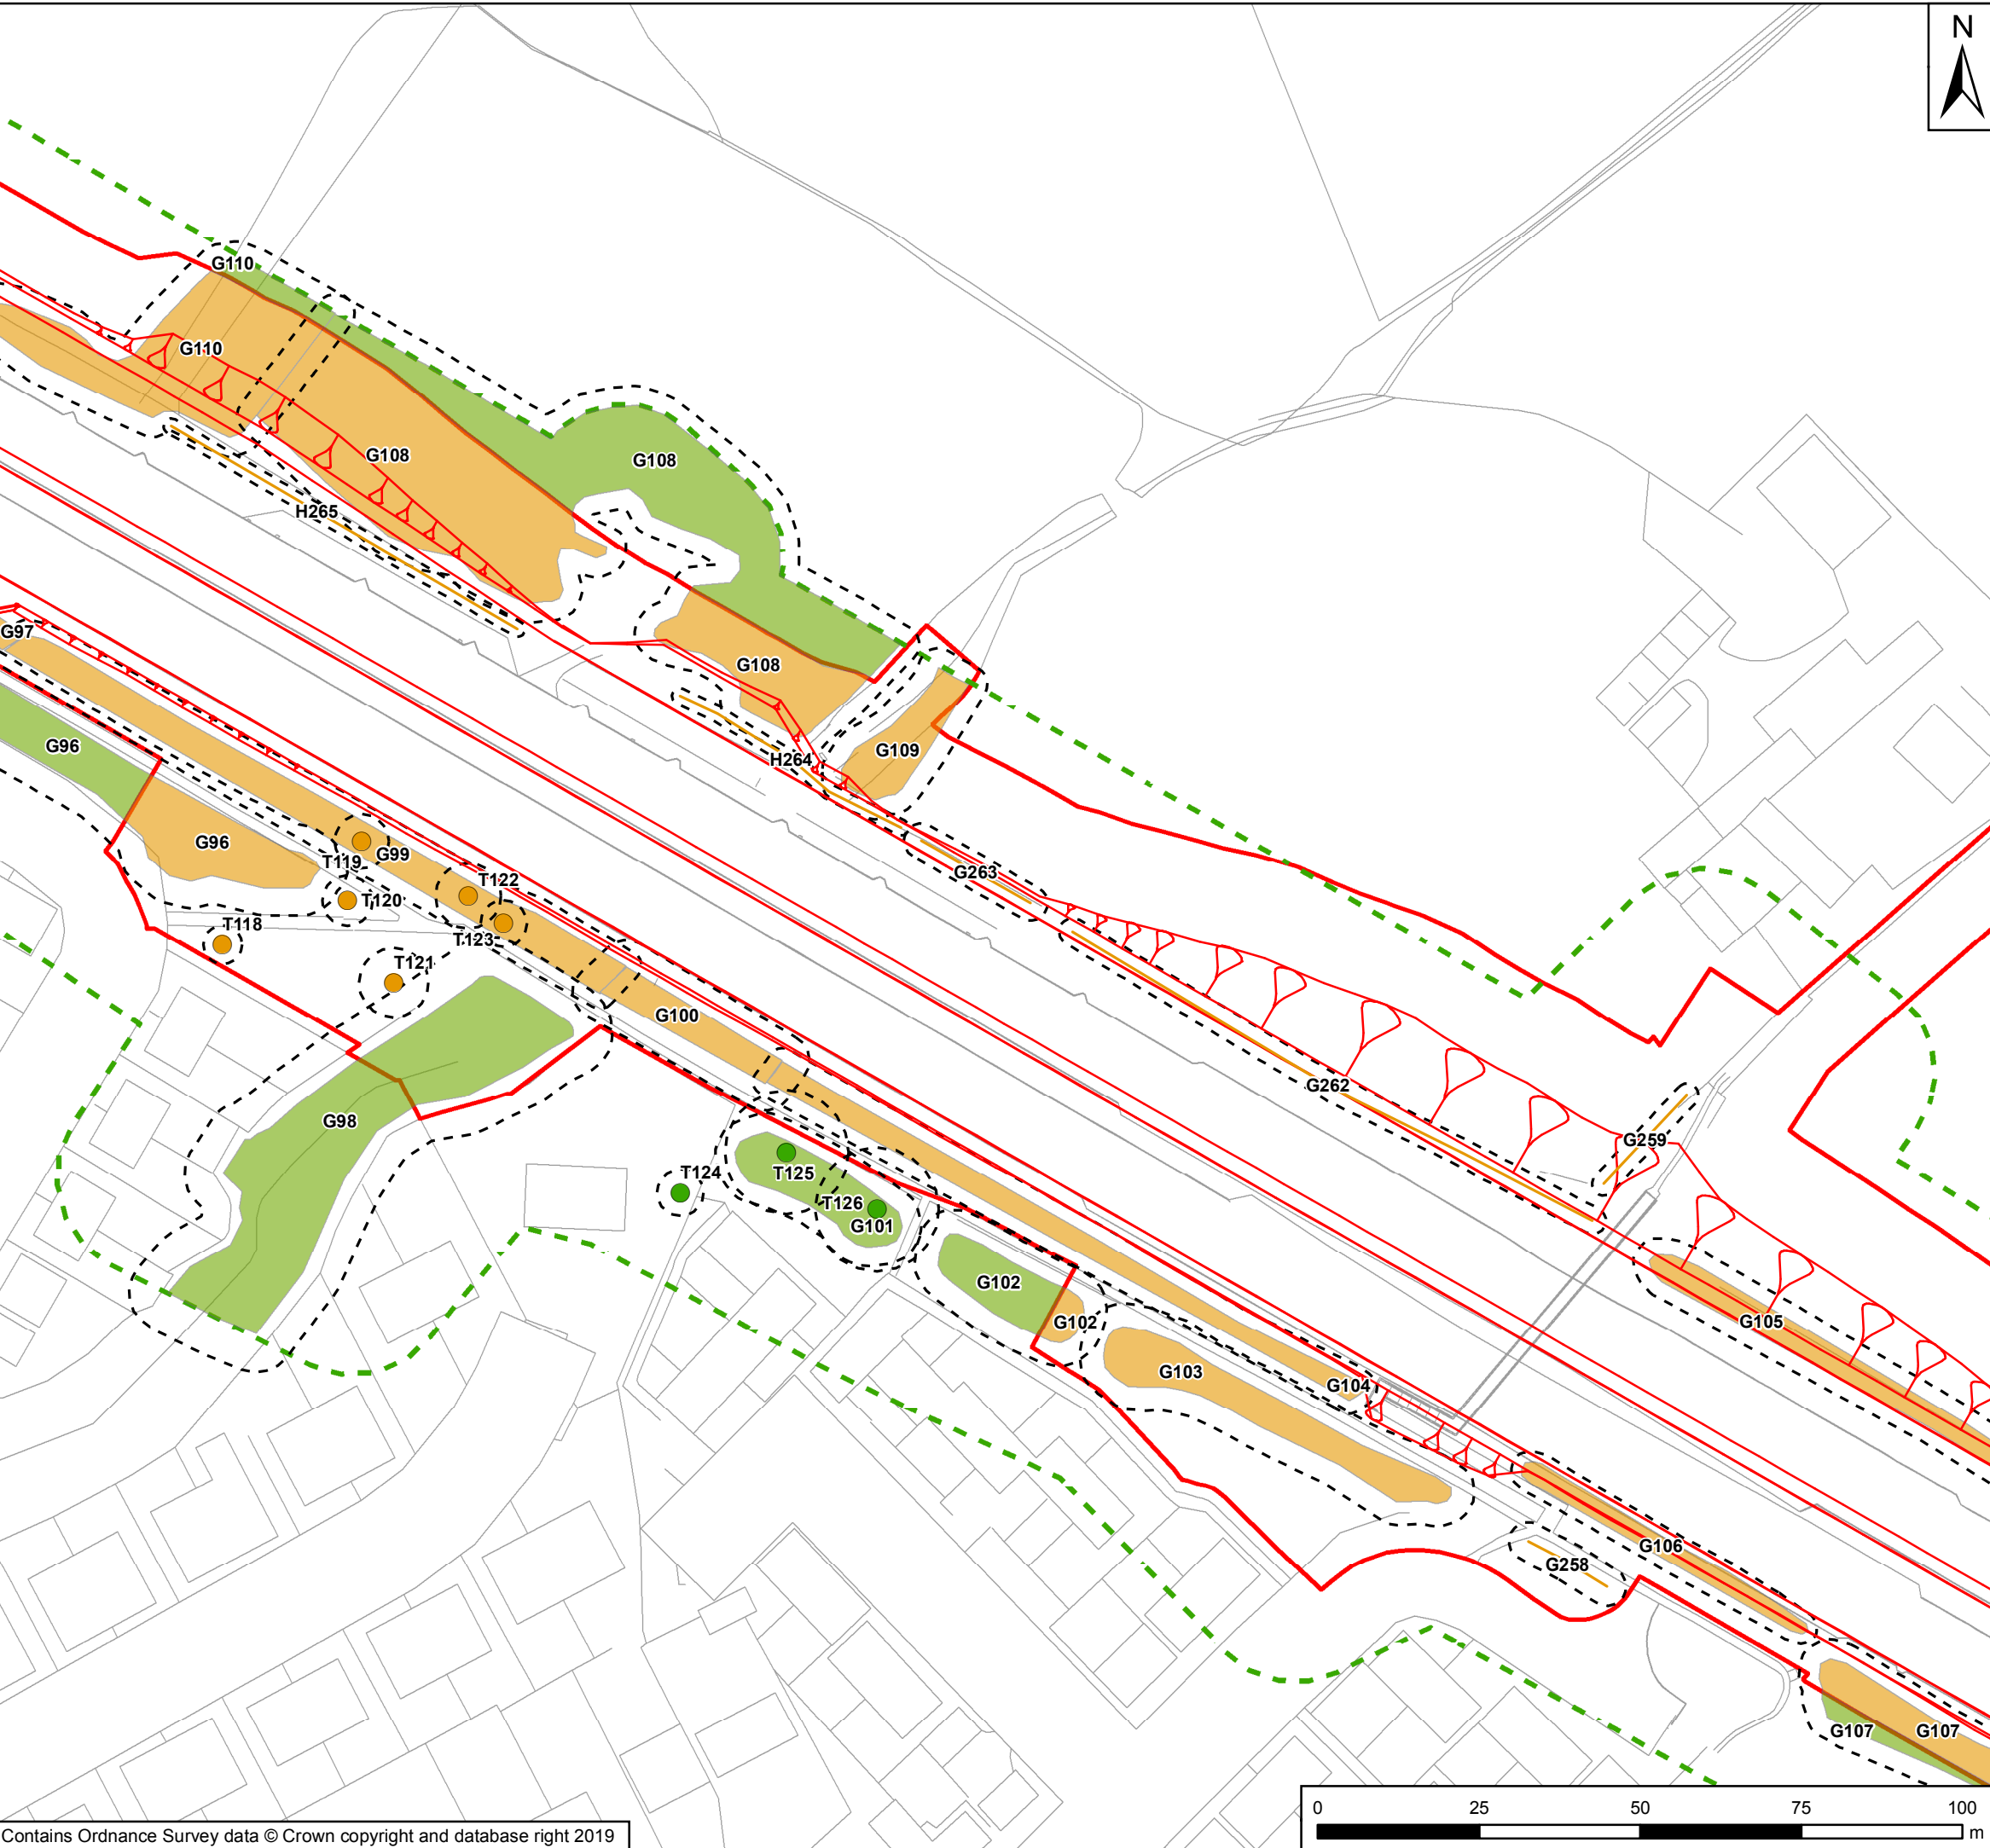 N
G110
G110
G108
G108
H265
G97
G108
G96
G109
H264
G96
G99
T119
G263
T122
T120
T118
T123
T121
G100
G262
G98
G259
T124
T125
T126
G101
G102
G102
G105
G103
G104
G106
G258
G107
G107
0 25 50 75 100
m
Contains Ordnance Survey data © Crown copyright and database right 2019